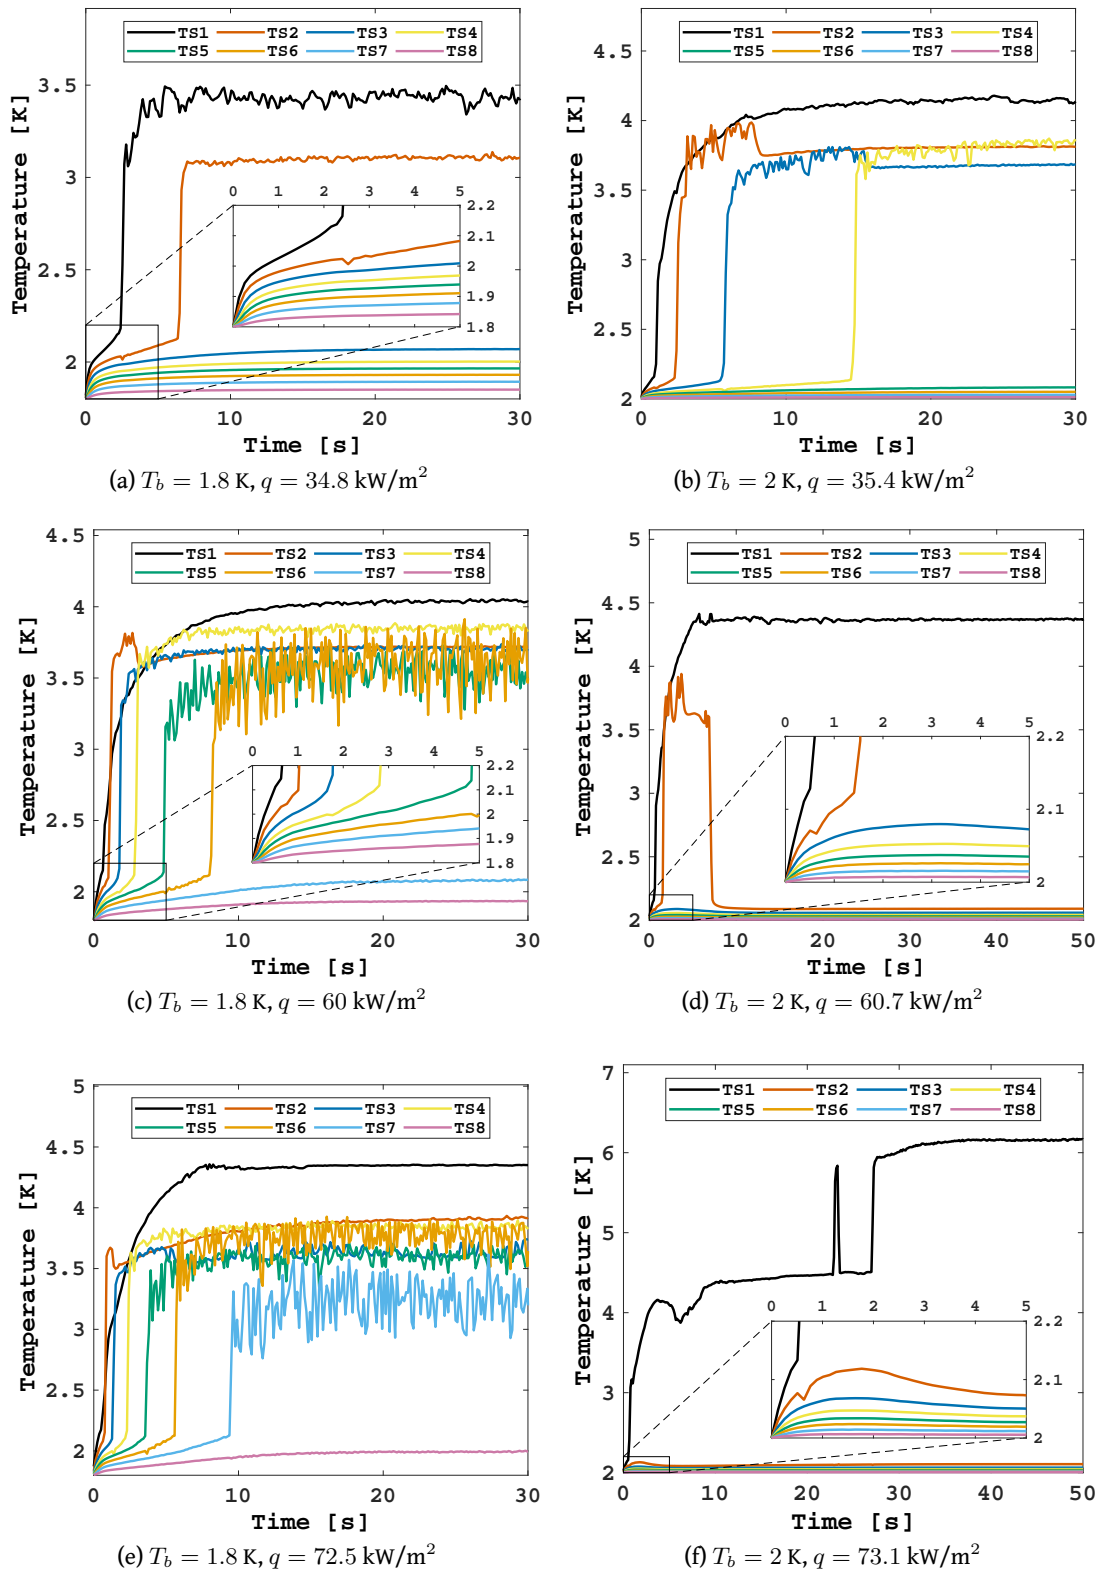 TS1 TS2 TS3 TS4
TS5 TS6 TS7 TS8
Temperature [K]
3.5
3
2.5
2
0 10 20 30
Time [s]
0 1 2 3 4 5
2.2
2.1
2
1.9
1.8
(a) T_b = 1.8 K, q = 34.8 kW/m²
TS1 TS2 TS3 TS4
TS5 TS6 TS7 TS8
Temperature [K]
4.5
4
3.5
3
2.5
2
0 10 20 30
Time [s]
(b) T_b = 2 K, q = 35.4 kW/m²
TS1 TS2 TS3 TS4
TS5 TS6 TS7 TS8
Temperature [K]
4.5
4
3.5
3
2.5
2
0 10 20 30
Time [s]
0 1 2 3 4 5
2.2
2.1
2
1.9
1.8
(c) T_b = 1.8 K, q = 60 kW/m²
TS1 TS2 TS3 TS4
TS5 TS6 TS7 TS8
Temperature [K]
5
4.5
4
3.5
3
2.5
2
0 10 20 30 40 50
Time [s]
0 1 2 3 4 5
2.2
2.1
2
(d) T_b = 2 K, q = 60.7 kW/m²
TS1 TS2 TS3 TS4
TS5 TS6 TS7 TS8
Temperature [K]
5
4.5
4
3.5
3
2.5
2
0 10 20 30
Time [s]
(e) T_b = 1.8 K, q = 72.5 kW/m²
TS1 TS2 TS3 TS4
TS5 TS6 TS7 TS8
Temperature [K]
7
6
5
4
3
2
0 10 20 30 40 50
Time [s]
0 1 2 3 4 5
2.2
2.1
2
(f) T_b = 2 K, q = 73.1 kW/m²